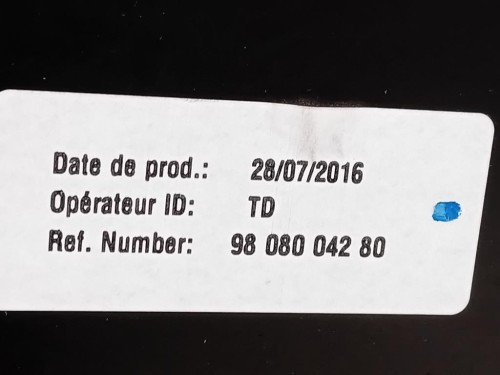 Date de prod.: 28/07/2016
Opérateur ID: TD
Ref. Number: 98 080 042 80